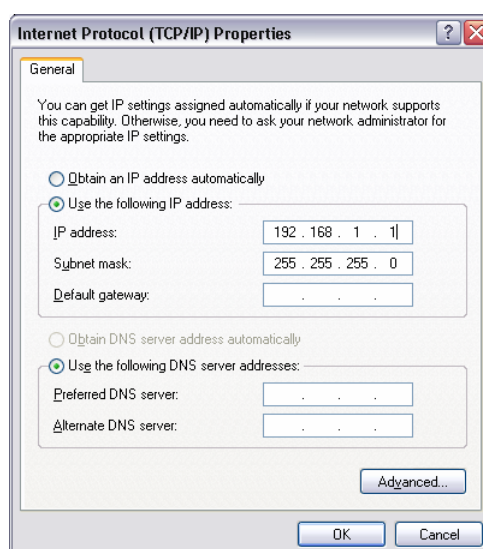 Internet Protocol (TCP/IP) Properties
?
General
You can get IP settings assigned automatically if your network supports
this capability. Otherwise, you need to ask your network administrator for
the appropriate IP settings.
Obtain an IP address automatically
Use the following IP address:
IP address: 192 . 168 . 1 . 1
Subnet mask: 255 . 255 . 255 . 0
Default gateway: . . .
Obtain DNS server address automatically
Use the following DNS server addresses:
Preferred DNS server: . . .
Alternate DNS server: . . .
Advanced...
OK Cancel